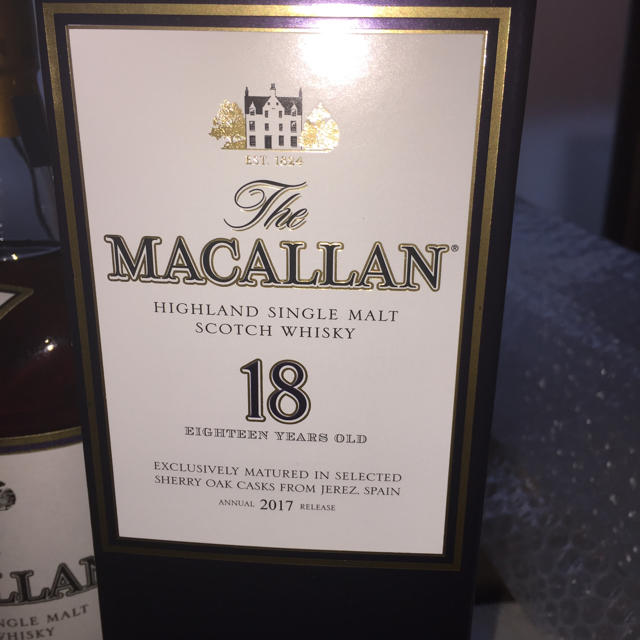 EST. 1824
The
MACALLAN®
HIGHLAND SINGLE MALT
SCOTCH WHISKY
18
EIGHTEEN YEARS OLD
EXCLUSIVELY MATURED IN SELECTED
SHERRY OAK CASKS FROM JEREZ, SPAIN
ANNUAL 2017 RELEASE
MALT
WHISKY